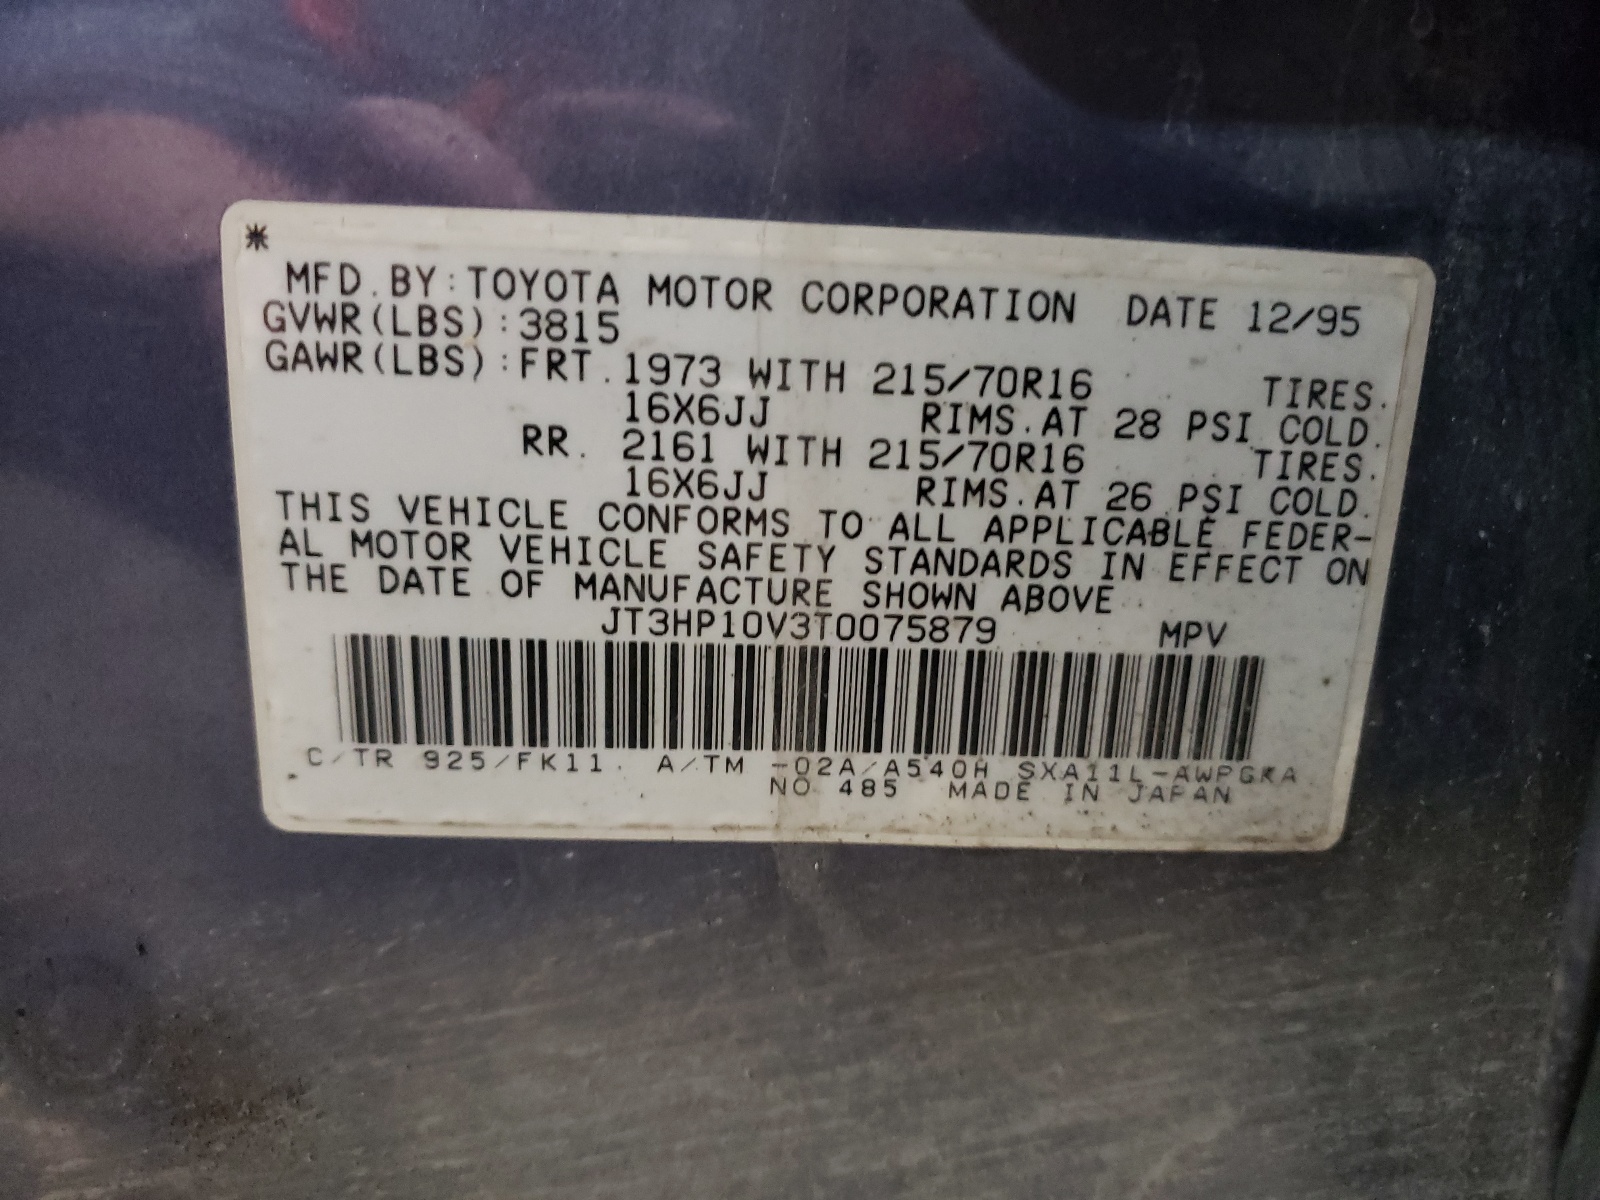 MFD. BY: TOYOTA MOTOR CORPORATION DATE 12/95
GVWR(LBS): 3815
GAWR(LBS): FRT. 1973 WITH 215/70R16 TIRES.
16X6JJ RIMS. AT 28 PSI COLD.
RR. 2161 WITH 215/70R16 TIRES.
16X6JJ RIMS. AT 26 PSI COLD.
THIS VEHICLE CONFORMS TO ALL APPLICABLE FEDER-
AL MOTOR VEHICLE SAFETY STANDARDS IN EFFECT ON
THE DATE OF MANUFACTURE SHOWN ABOVE
JT3HP10V3T0075879 MPV
C/TR 925/FK11. A/TM -02A/A540H SXA11L-AWPGKA
NO. 485 MADE IN JAPAN